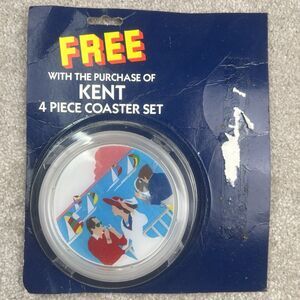 FREE
WITH THE PURCHASE OF
KENT
4 PIECE COASTER SET